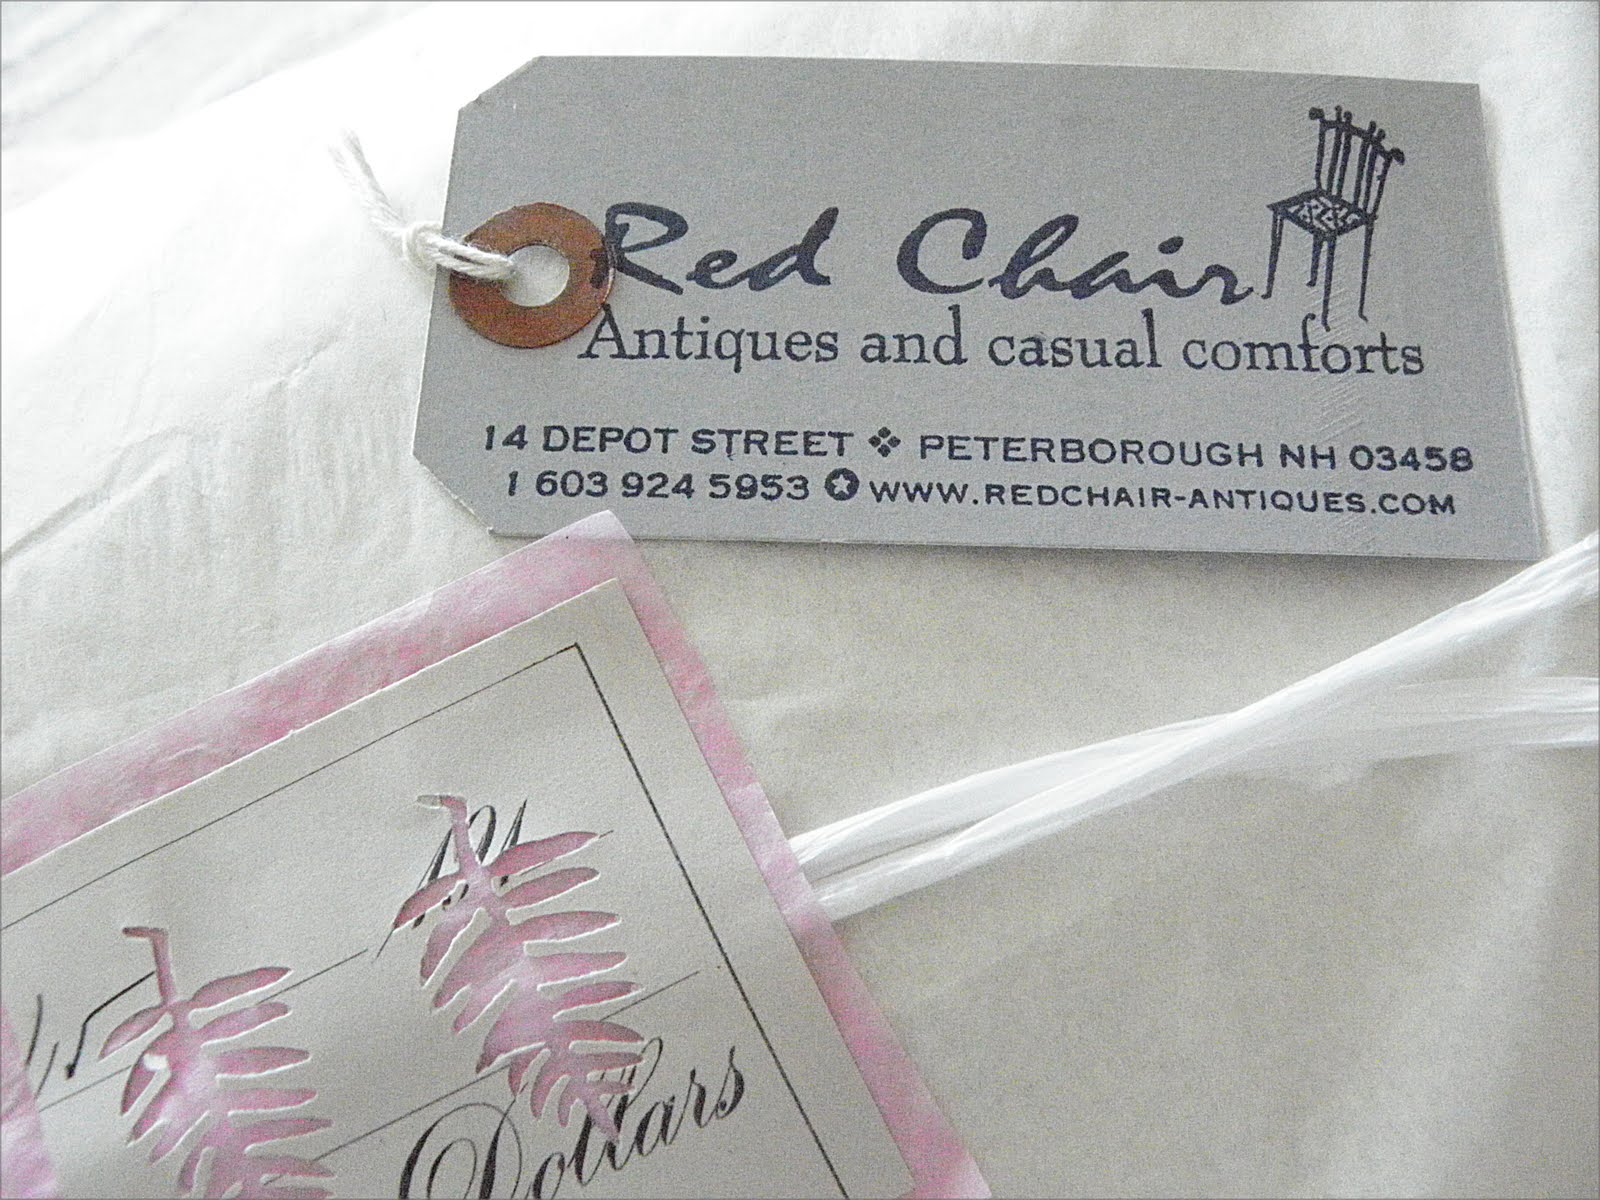 Red Chair
Antiques and casual comforts
14 DEPOT STREET PETERBOROUGH NH 03458
1 603 924 5953 WWW.REDCHAIR-ANTIQUES.COM
Dollars